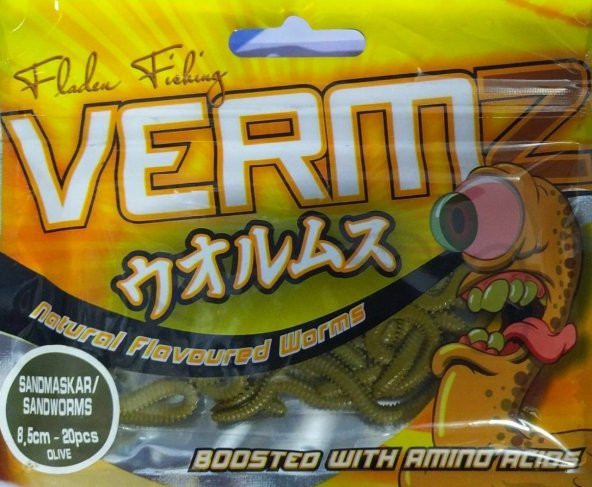 Fladen Fishing
VERMZ
ウオルムス
Natural Flavoured Worms
SANDMASKAR/
SANDWORMS
8,5cm - 20pcs
OLIVE
BOOSTED WITH AMINO ACIDS